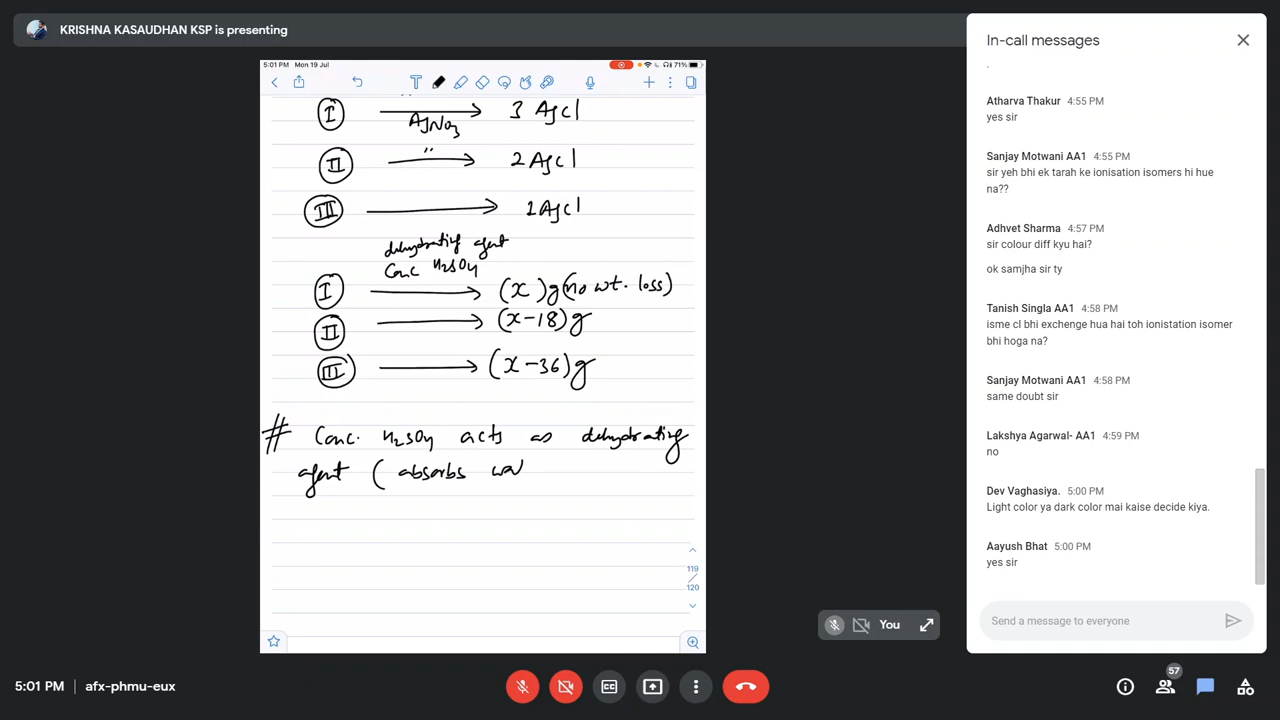 KRISHNA KASAUDHAN KSP is presenting
5:01 PM Mon 19 Jul
71%
T
I → 3 AgCl
AgNO3
II " → 2 AgCl
III → 1 AgCl
dehydrating agent
Conc H2SO4
I → (x) g (no wt. loss)
II → (x-18) g
III → (x-36) g
# Conc. H2SO4 acts as dehydrating
agent ( absorbs wa
119
120
You
In-call messages
Atharva Thakur 4:55 PM
yes sir
Sanjay Motwani AA1 4:55 PM
sir yeh bhi ek tarah ke ionisation isomers hi hue
na??
Adhvet Sharma 4:57 PM
sir colour diff kyu hai?
ok samjha sir ty
Tanish Singla AA1 4:58 PM
isme cl bhi exchenge hua hai toh ionistation isomer
bhi hoga na?
Sanjay Motwani AA1 4:58 PM
same doubt sir
Lakshya Agarwal- AA1 4:59 PM
no
Dev Vaghasiya. 5:00 PM
Light color ya dark color mai kaise decide kiya.
Aayush Bhat 5:00 PM
yes sir
Send a message to everyone
5:01 PM | afx-phmu-eux
CC
57